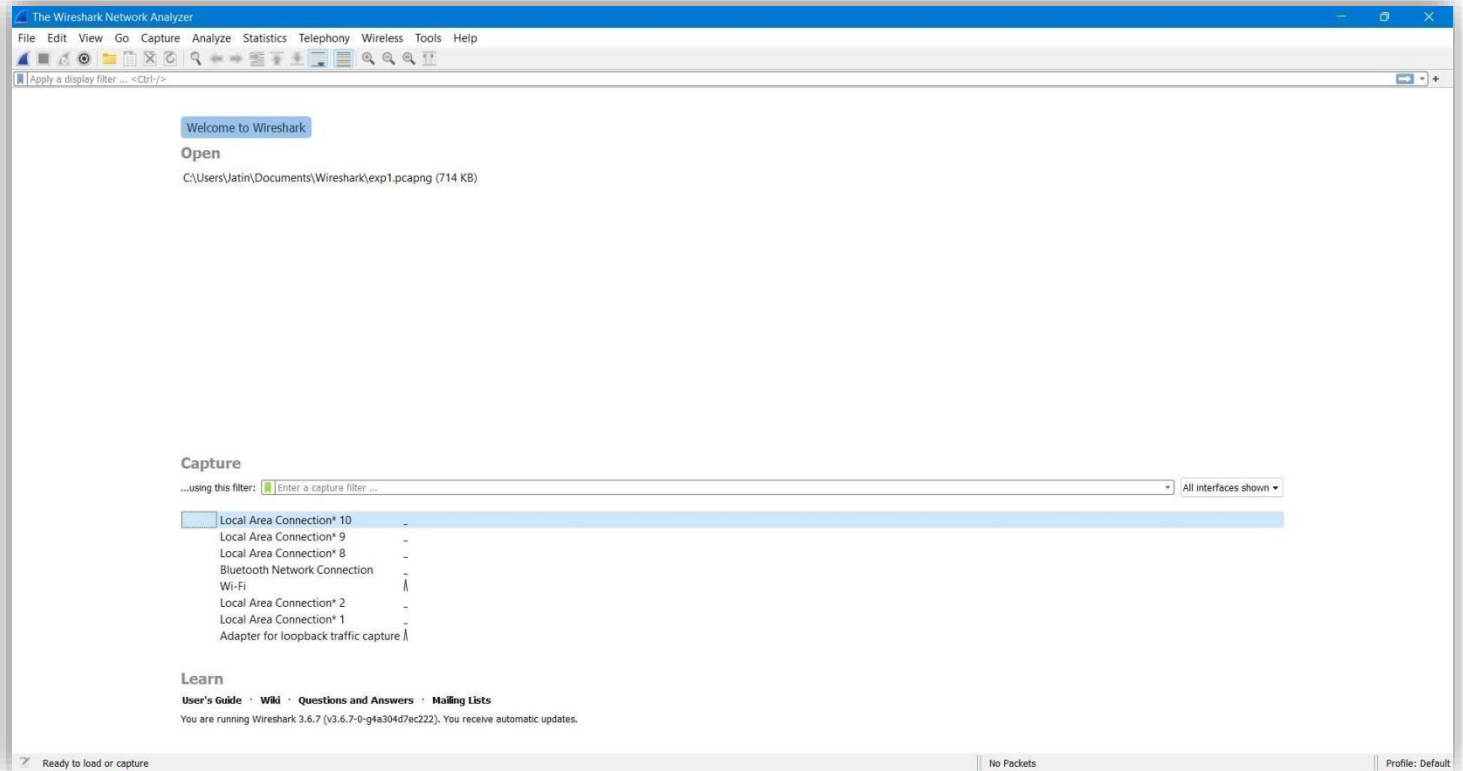 The Wireshark Network Analyzer
File Edit View Go Capture Analyze Statistics Telephony Wireless Tools Help
Apply a display filter ... <Ctrl-/>
Welcome to Wireshark
Open
C:\Users\Jatin\Documents\Wireshark\exp1.pcapng (714 KB)
Capture
...using this filter: Enter a capture filter ... All interfaces shown
Local Area Connection* 10
Local Area Connection* 9
Local Area Connection* 8
Bluetooth Network Connection
Wi-Fi
Local Area Connection* 2
Local Area Connection* 1
Adapter for loopback traffic capture
Learn
User's Guide · Wiki · Questions and Answers · Mailing Lists
You are running Wireshark 3.6.7 (v3.6.7-0-g4a304d7ec222). You receive automatic updates.
Ready to load or capture No Packets Profile: Default